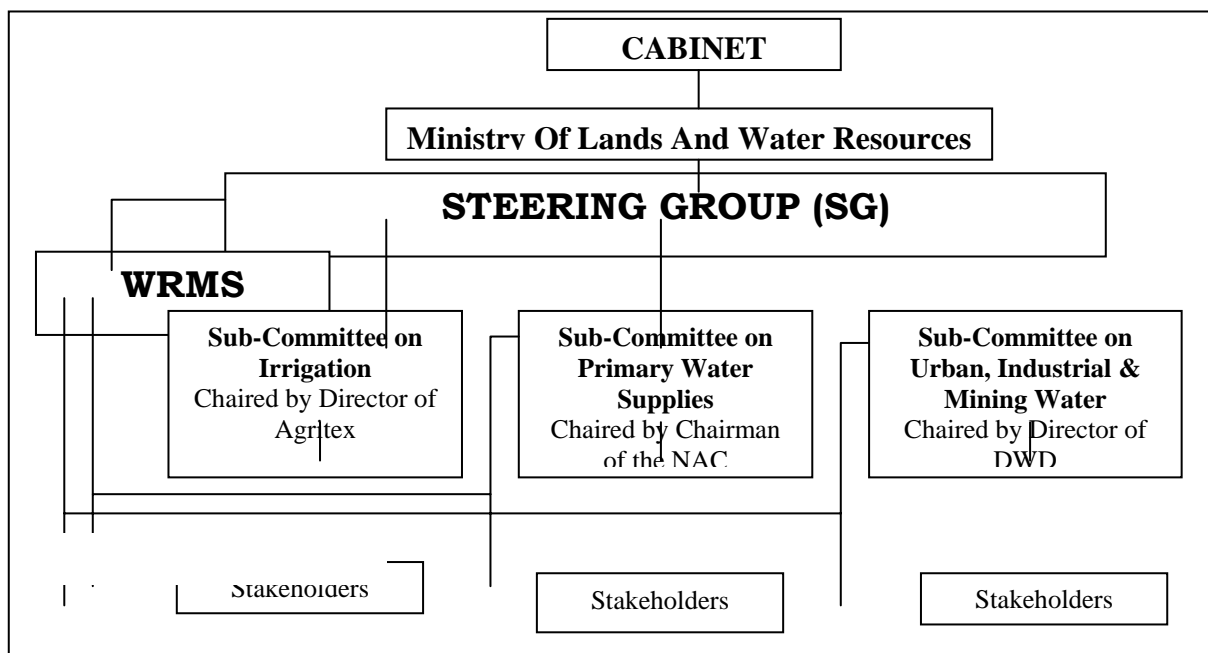 CABINET
Ministry Of Lands And Water Resources
STEERING GROUP (SG)
WRMS
Sub-Committee on
Irrigation
Chaired by Director of
Agritex
Sub-Committee on
Primary Water
Supplies
Chaired by Chairman
of the NAC
Sub-Committee on
Urban, Industrial &
Mining Water
Chaired by Director of
DWD
Stakeholders
Stakeholders
Stakeholders